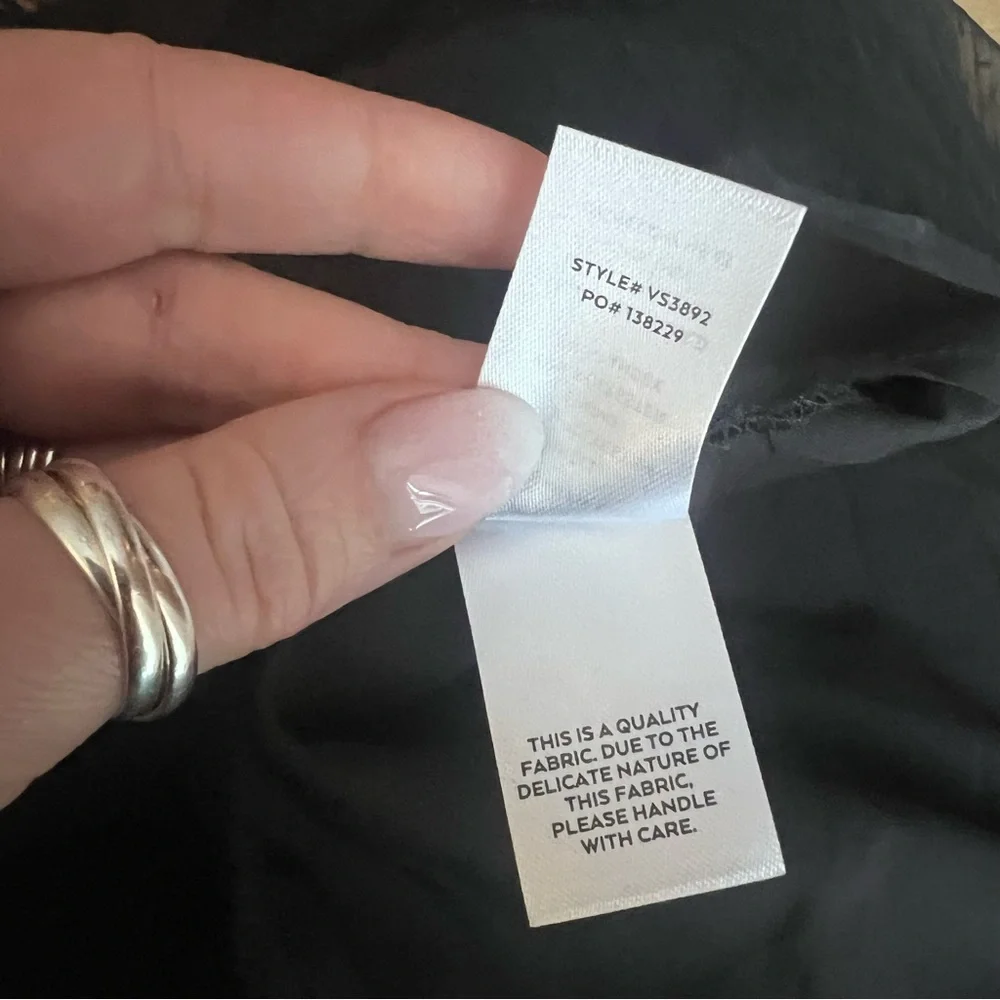 STYLE# VS3892
PO# 138229
THIS IS A QUALITY
FABRIC. DUE TO THE
DELICATE NATURE OF
THIS FABRIC,
PLEASE HANDLE
WITH CARE.